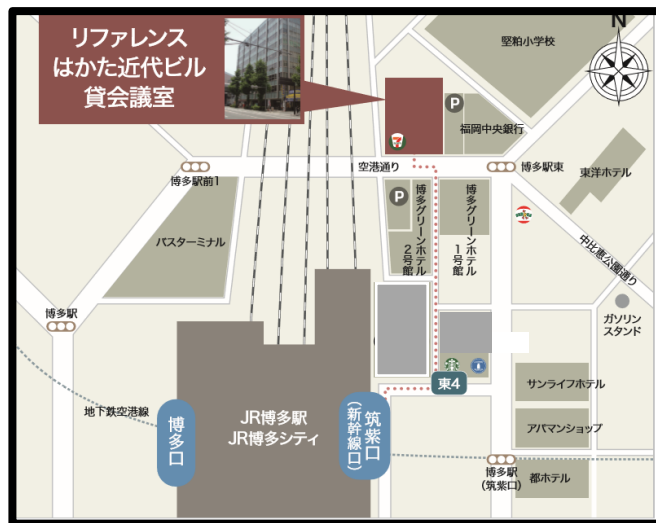 リファレンス
はかた近代ビル
貸会議室
N
堅粕小学校
P
福岡中央銀行
7
空港通り
博多駅前1
博多駅東
東洋ホテル
P
博多グリーンホテル
2号館
博多グリーンホテル
1号館
バスターミナル
中比恵公園通り
博多駅
ガソリン
スタンド
東4
サンライフホテル
地下鉄空港線
博多口
JR博多駅
JR博多シティ
筑紫口
(新幹線口)
アパマンショップ
博多駅
(筑紫口)
都ホテル